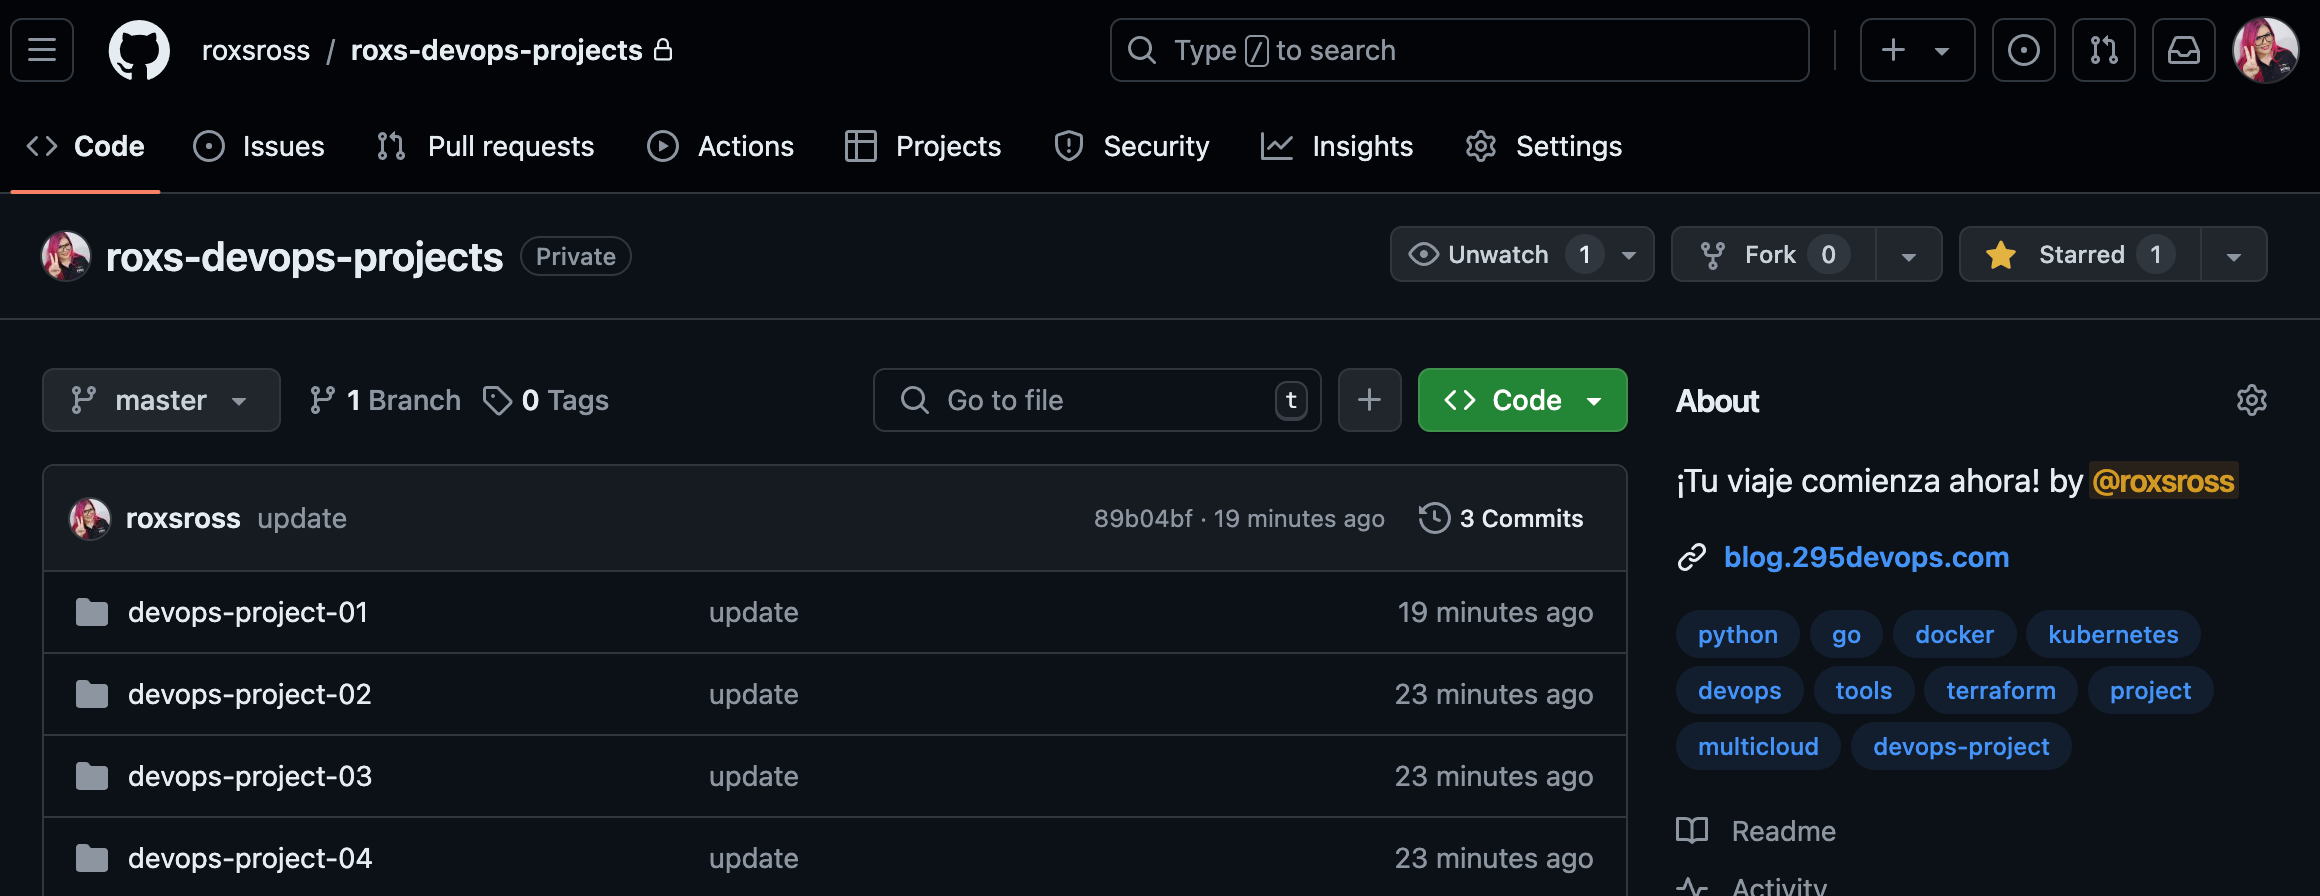 roxsross / roxs-devops-projects
Type / to search
Code
Issues
Pull requests
Actions
Projects
Security
Insights
Settings
roxs-devops-projects Private
Unwatch 1
Fork 0
Starred 1
master
1 Branch
0 Tags
Go to file t
Code
roxsross update 89b04bf · 19 minutes ago 3 Commits
devops-project-01 update 19 minutes ago
devops-project-02 update 23 minutes ago
devops-project-03 update 23 minutes ago
devops-project-04 update 23 minutes ago
About
¡Tu viaje comienza ahora! by @roxsross
blog.295devops.com
python go docker kubernetes
devops tools terraform project
multicloud devops-project
Readme
Activity